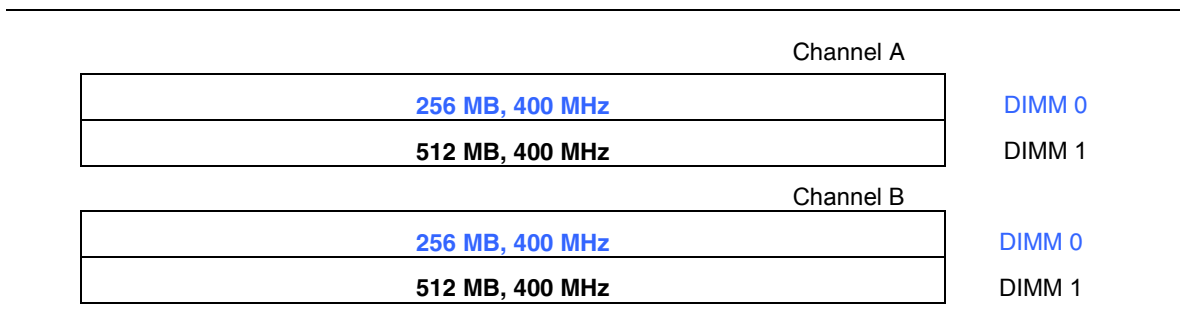 Channel A
256 MB, 400 MHz DIMM 0
512 MB, 400 MHz DIMM 1
Channel B
256 MB, 400 MHz DIMM 0
512 MB, 400 MHz DIMM 1